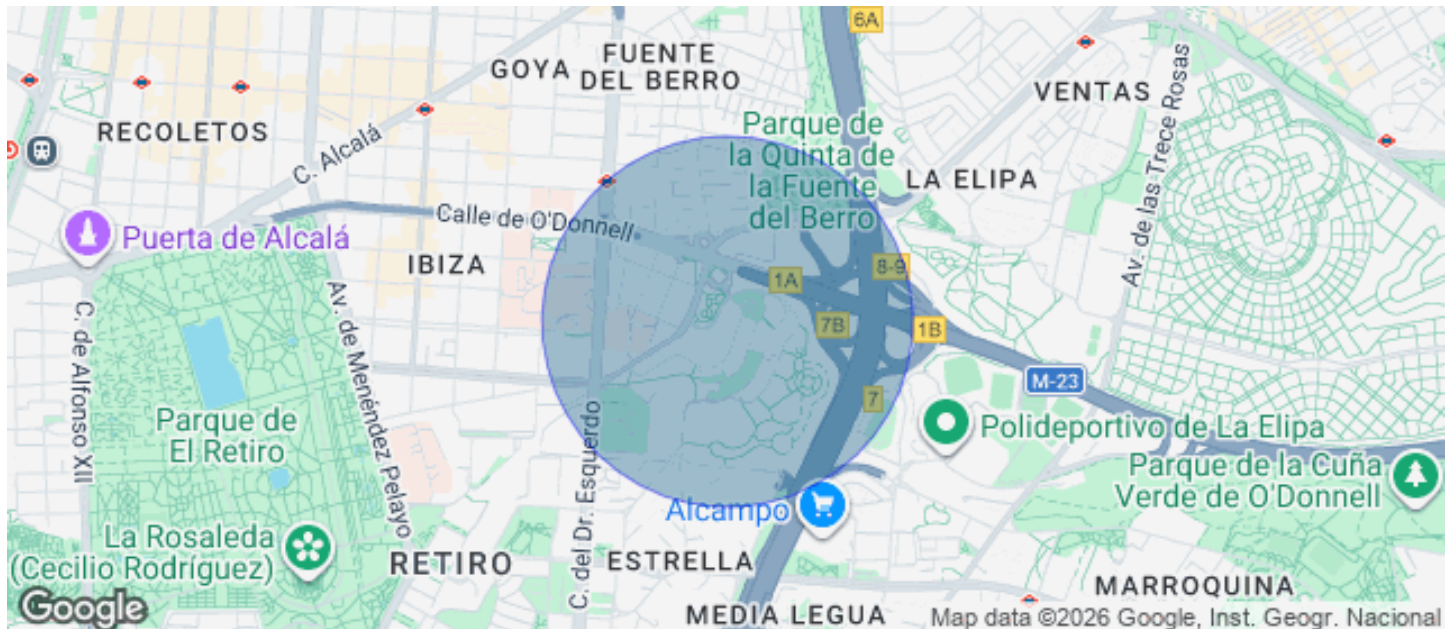 6A
FUENTE
DEL BERRO
GOYA
VENTAS
Av. de las Trece Rosas
RECOLETOS
C. Alcalá
Parque de
la Quinta de
la Fuente
del Berro
LA ELIPA
Calle de O'Donnell
Puerta de Alcalá
IBIZA
1A
8-9
7B
1B
C. de Alfonso XII
Av. de Menéndez Pelayo
M-23
7
Parque de
El Retiro
C. del Dr. Esquerdo
Polideportivo de La Elipa
Parque de la Cuña
Verde de O'Donnell
Alcampo
La Rosaleda
(Cecilio Rodríguez)
RETIRO
ESTRELLA
MARROQUINA
MEDIA LEGUA
Google
Map data ©2026 Google, Inst. Geogr. Nacional